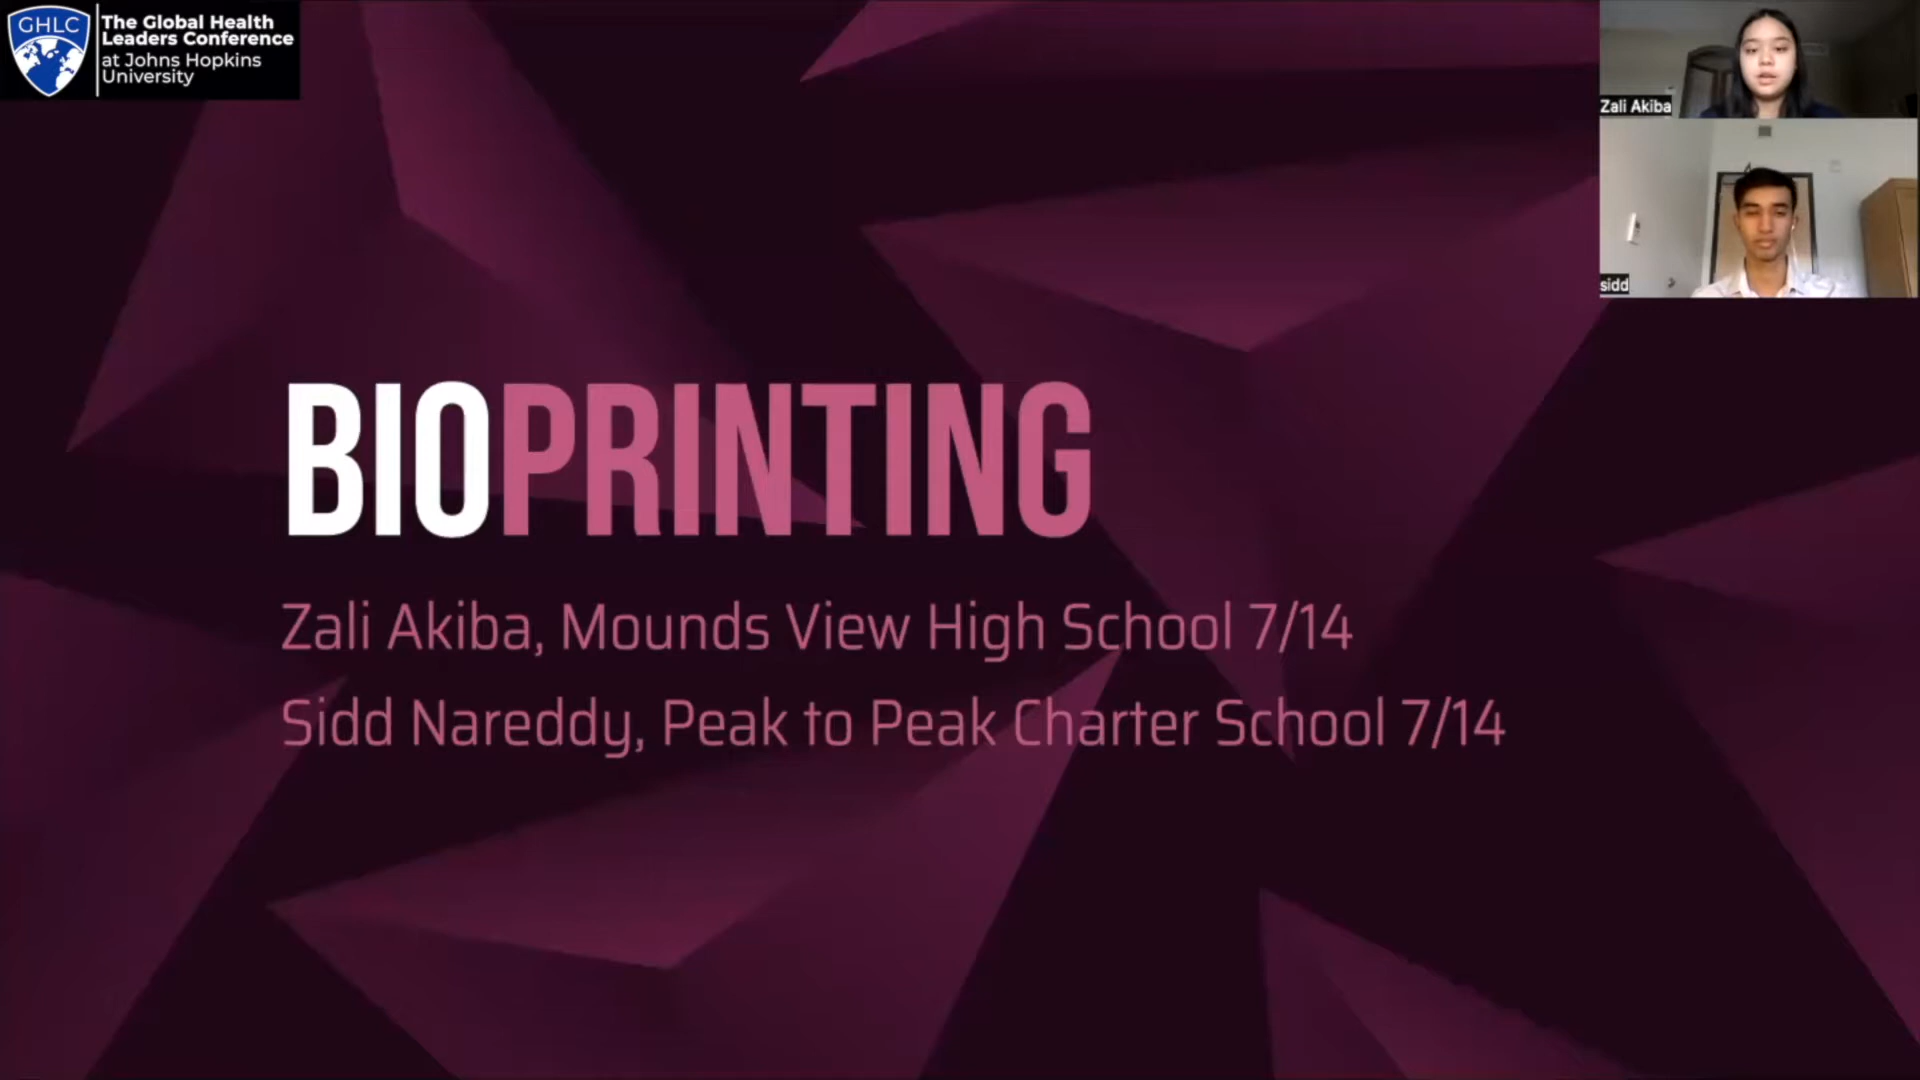 GHLC
The Global Health
Leaders Conference
at Johns Hopkins
University
Zali Akiba
sidd
BIOPRINTING
Zali Akiba, Mounds View High School 7/14
Sidd Nareddy, Peak to Peak Charter School 7/14